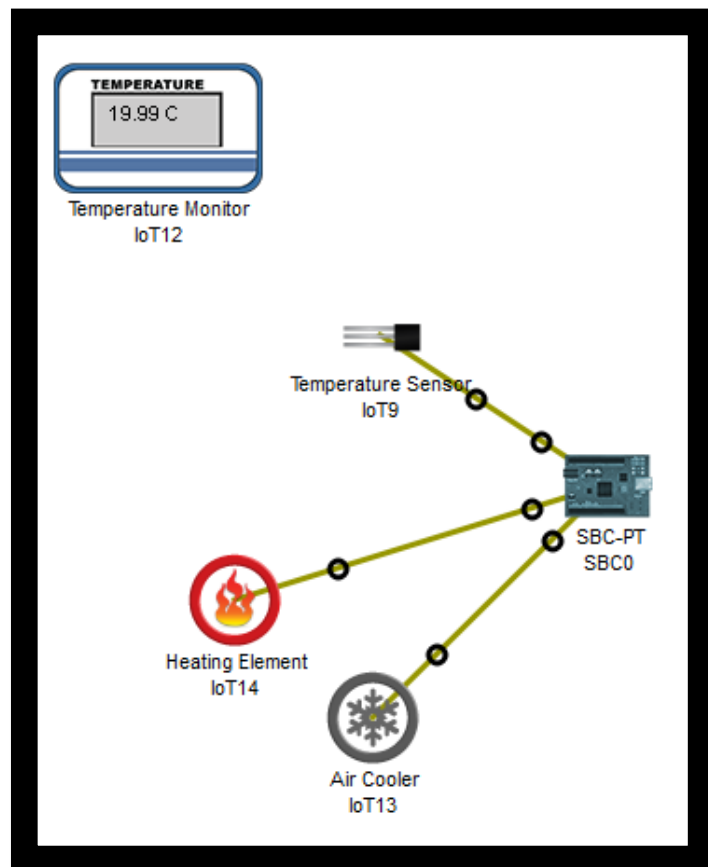 TEMPERATURE
19.99 C
Temperature Monitor
IoT12
Temperature Sensor
IoT9
SBC-PT
SBC0
Heating Element
IoT14
Air Cooler
IoT13